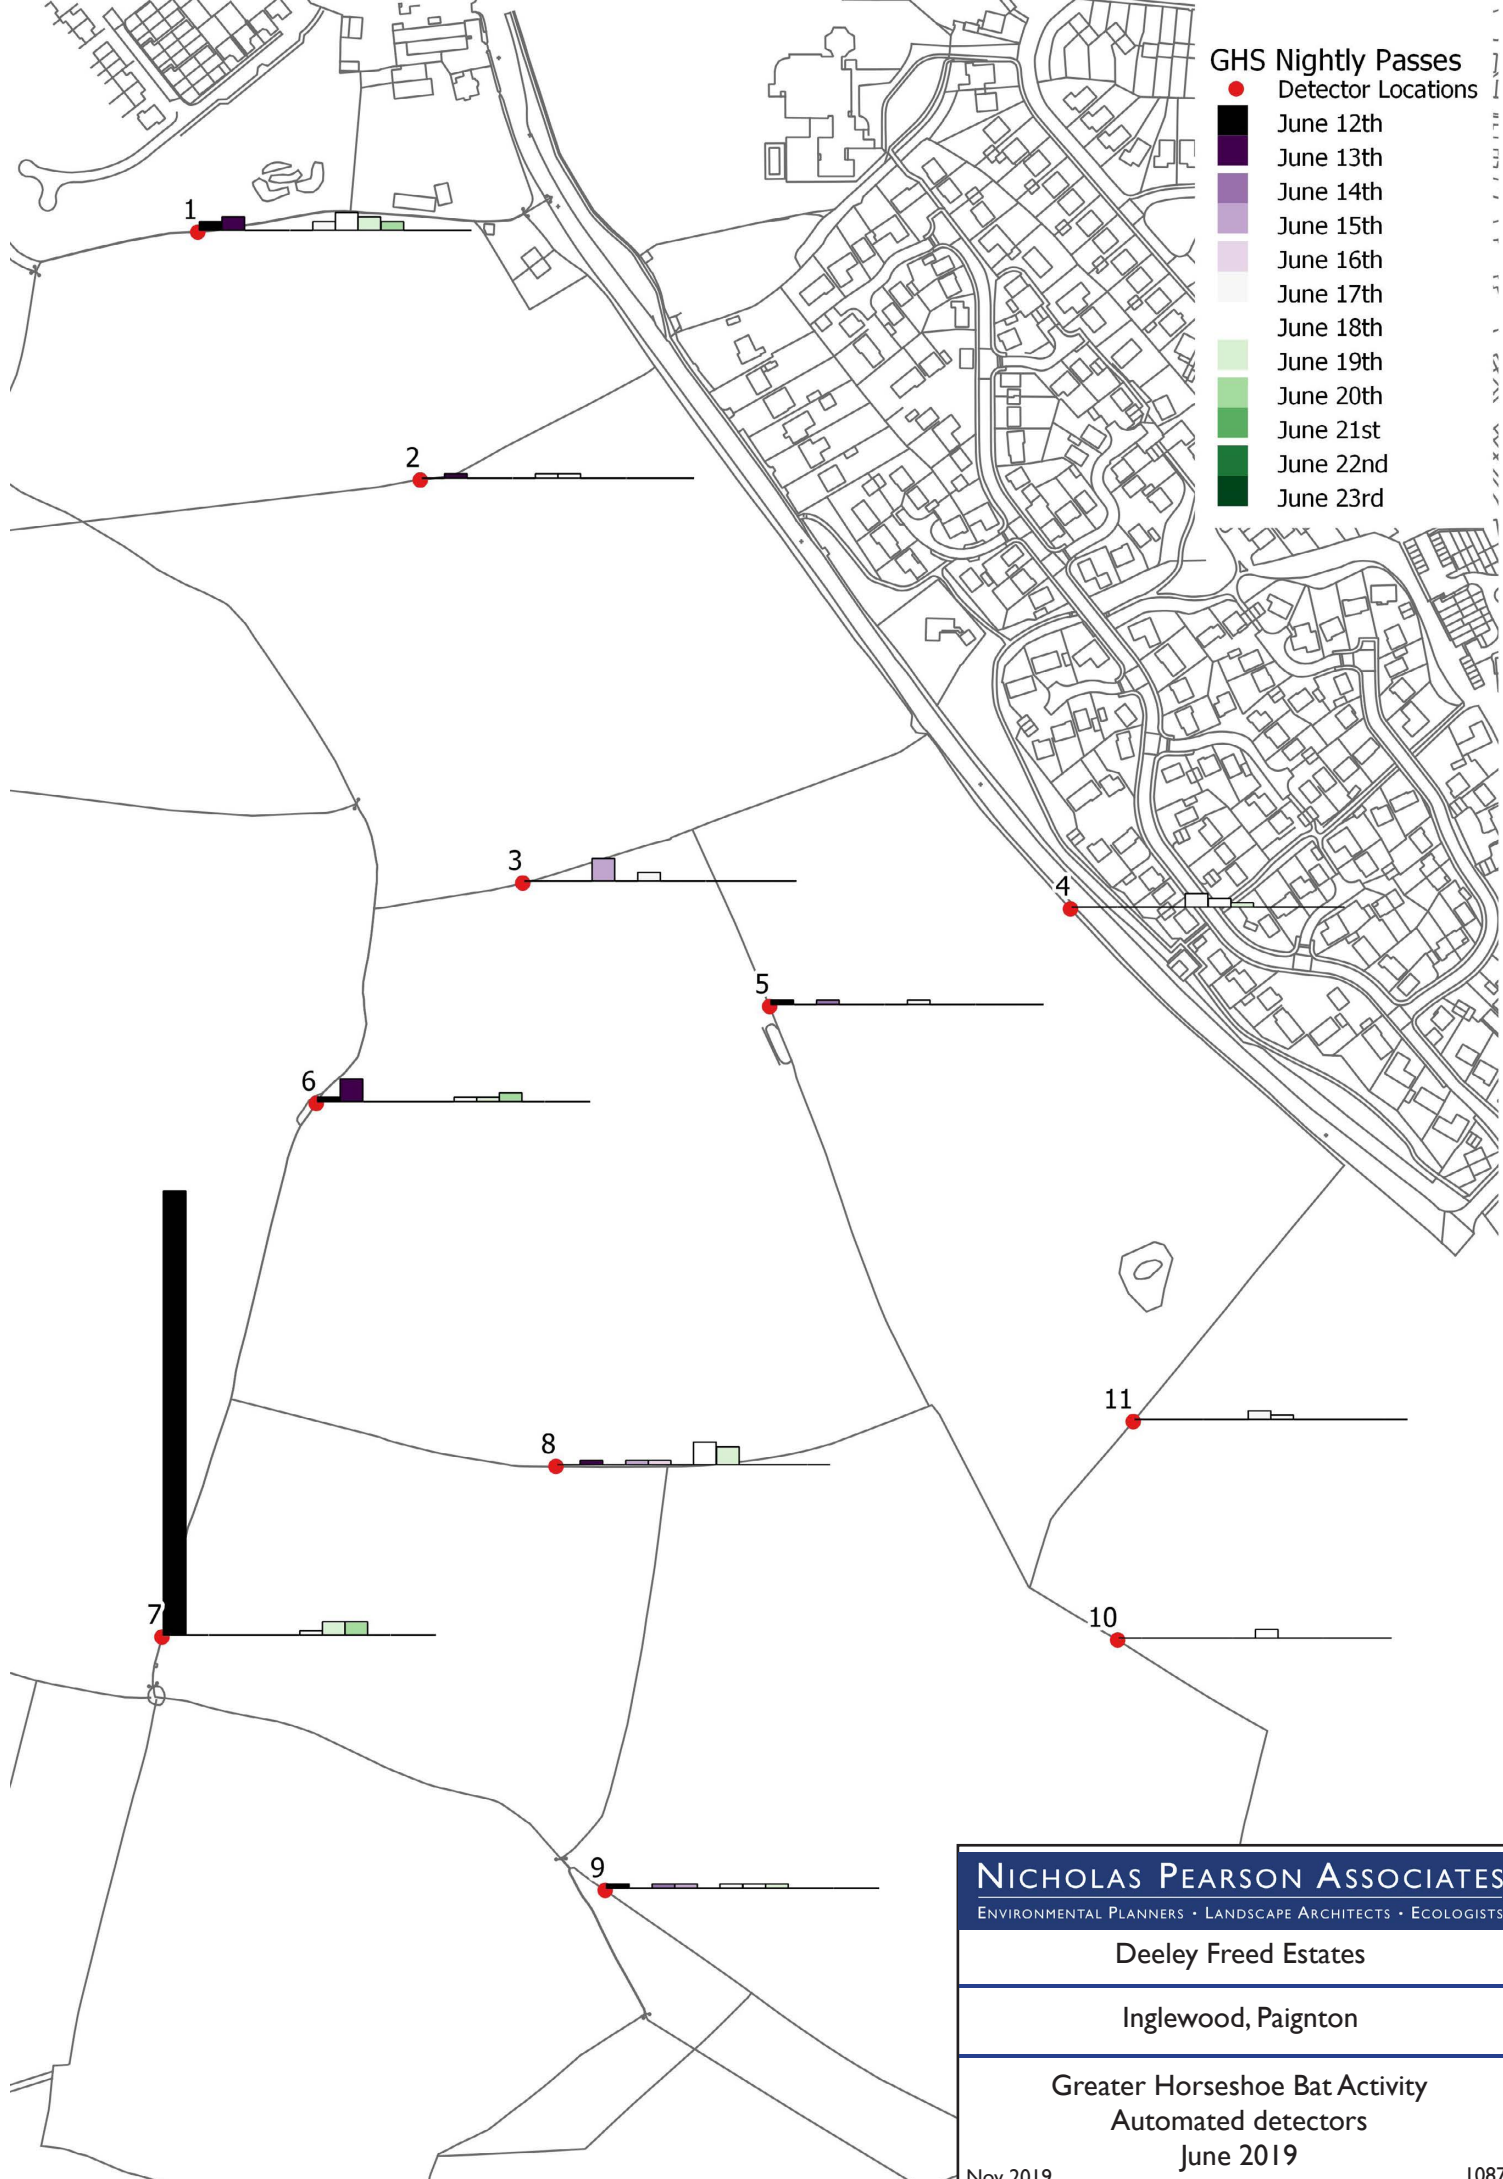 GHS Nightly Passes
Detector Locations
June 12th
June 13th
June 14th
June 15th
June 16th
June 17th
June 18th
June 19th
June 20th
June 21st
June 22nd
June 23rd
1
2
3
4
5
6
7
8
11
10
9
NICHOLAS PEARSON ASSOCIATES
ENVIRONMENTAL PLANNERS • LANDSCAPE ARCHITECTS • ECOLOGISTS
Deeley Freed Estates
Inglewood, Paignton
Greater Horseshoe Bat Activity
Automated detectors
June 2019
Nov 2019
1087